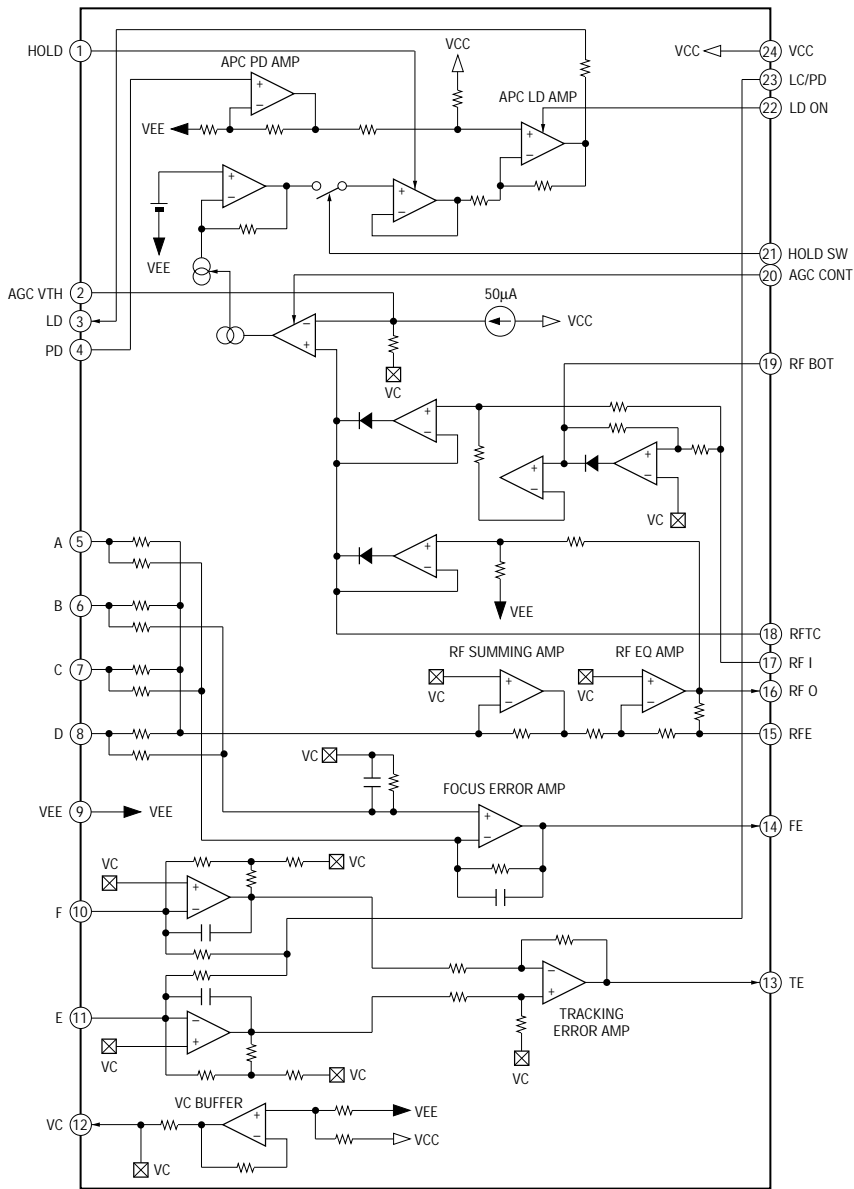 HOLD 1
APC PD AMP
VCC
VCC 24 VCC
23 LC/PD
APC LD AMP
22 LD ON
VEE
+
−
+
−
+
−
+
−
VEE
21 HOLD SW
20 AGC CONT
AGC VTH 2
50µA
LD 3
−
+
VCC
PD 4
VC
19 RF BOT
+
−
+
−
+
−
VC
A 5
+
−
VEE
B 6
18 RFTC
RF SUMMING AMP
RF EQ AMP
C 7
17 RF I
VC
+
−
VC
+
−
16 RF O
D 8
15 RFE
VC
FOCUS ERROR AMP
VEE 9 VEE
+
−
14 FE
VC
VC
+
−
F 10
−
+
13 TE
E 11
−
+
TRACKING
ERROR AMP
VC
VC
VC
VC BUFFER
+
−
VEE
VC 12
VCC
VC